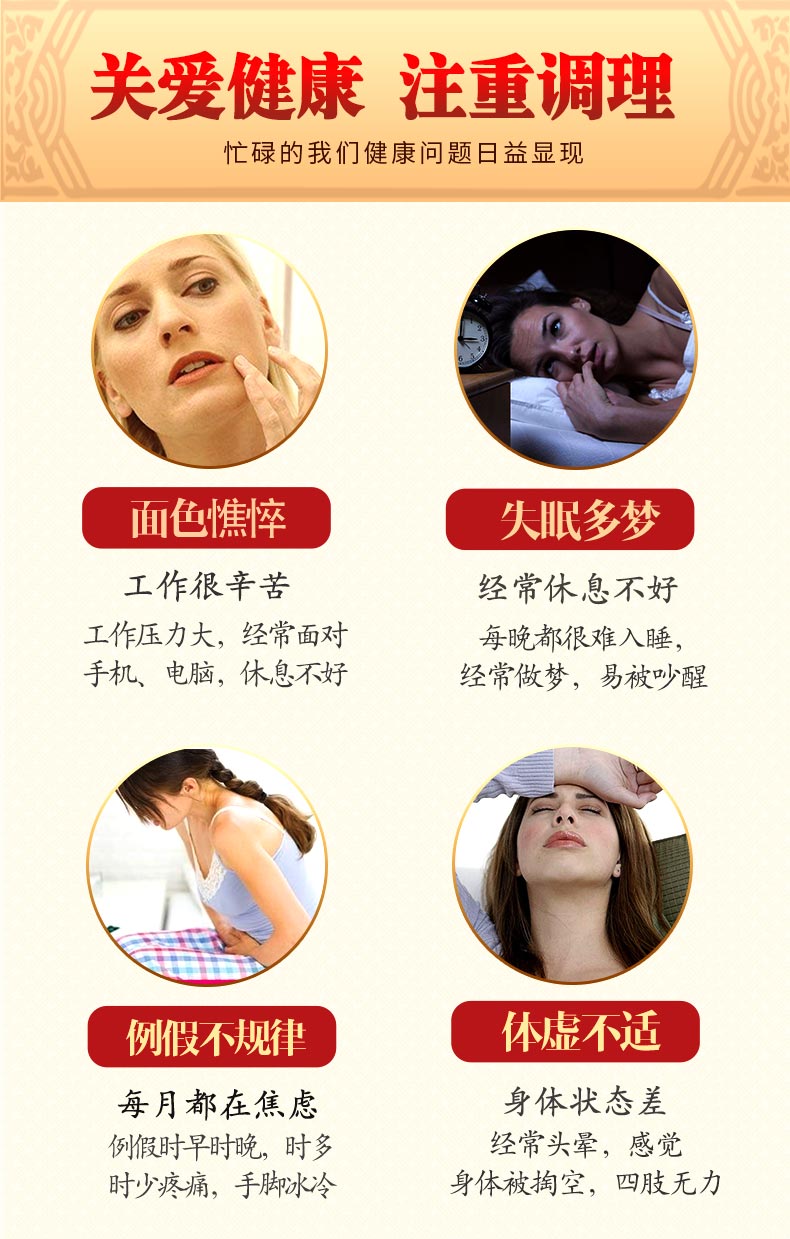 关爱健康 注重调理
忙碌的我们健康问题日益显现
面色憔悴
工作很辛苦
工作压力大，经常面对
手机、电脑，休息不好
失眠多梦
经常休息不好
每晚都很难入睡，
经常做梦，易被吵醒
例假不规律
每月都在焦虑
例假时早时晚，时多
时少疼痛，手脚冰冷
体虚不适
身体状态差
经常头晕，感觉
身体被掏空，四肢无力